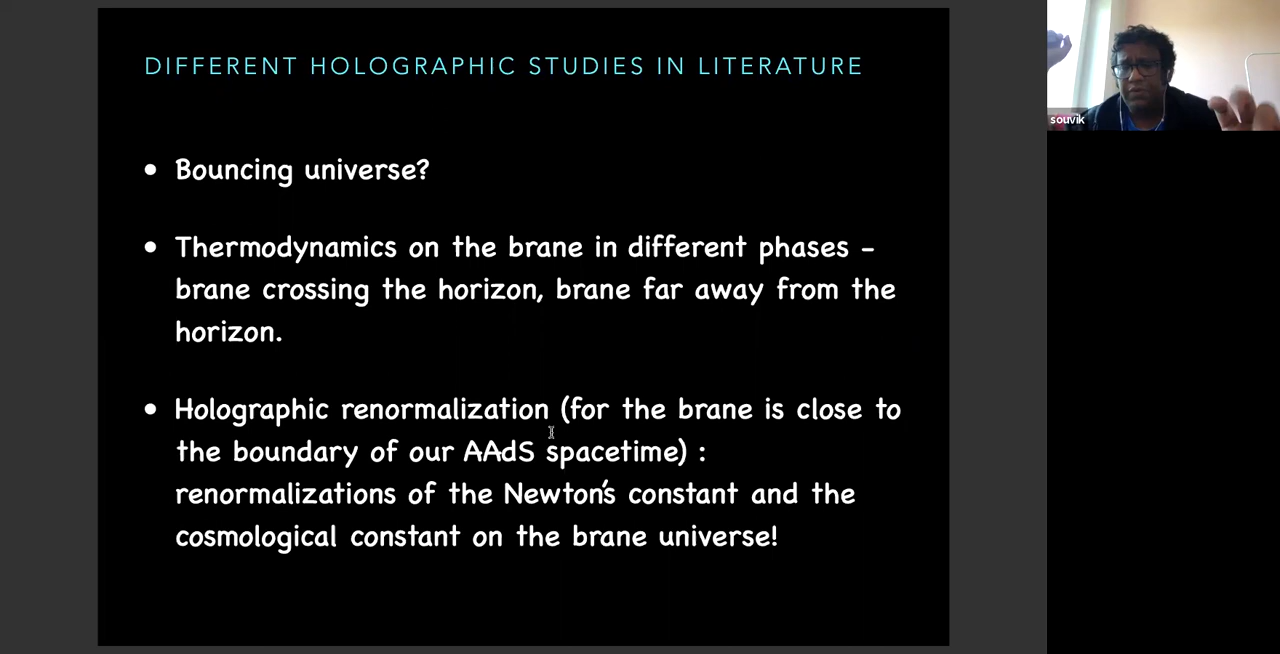 DIFFERENT HOLOGRAPHIC STUDIES IN LITERATURE
• Bouncing universe?
• Thermodynamics on the brane in different phases –
brane crossing the horizon, brane far away from the
horizon.
• Holographic renormalization (for the brane is close to
the boundary of our AAdS spacetime) :
renormalizations of the Newton's constant and the
cosmological constant on the brane universe!
souvik